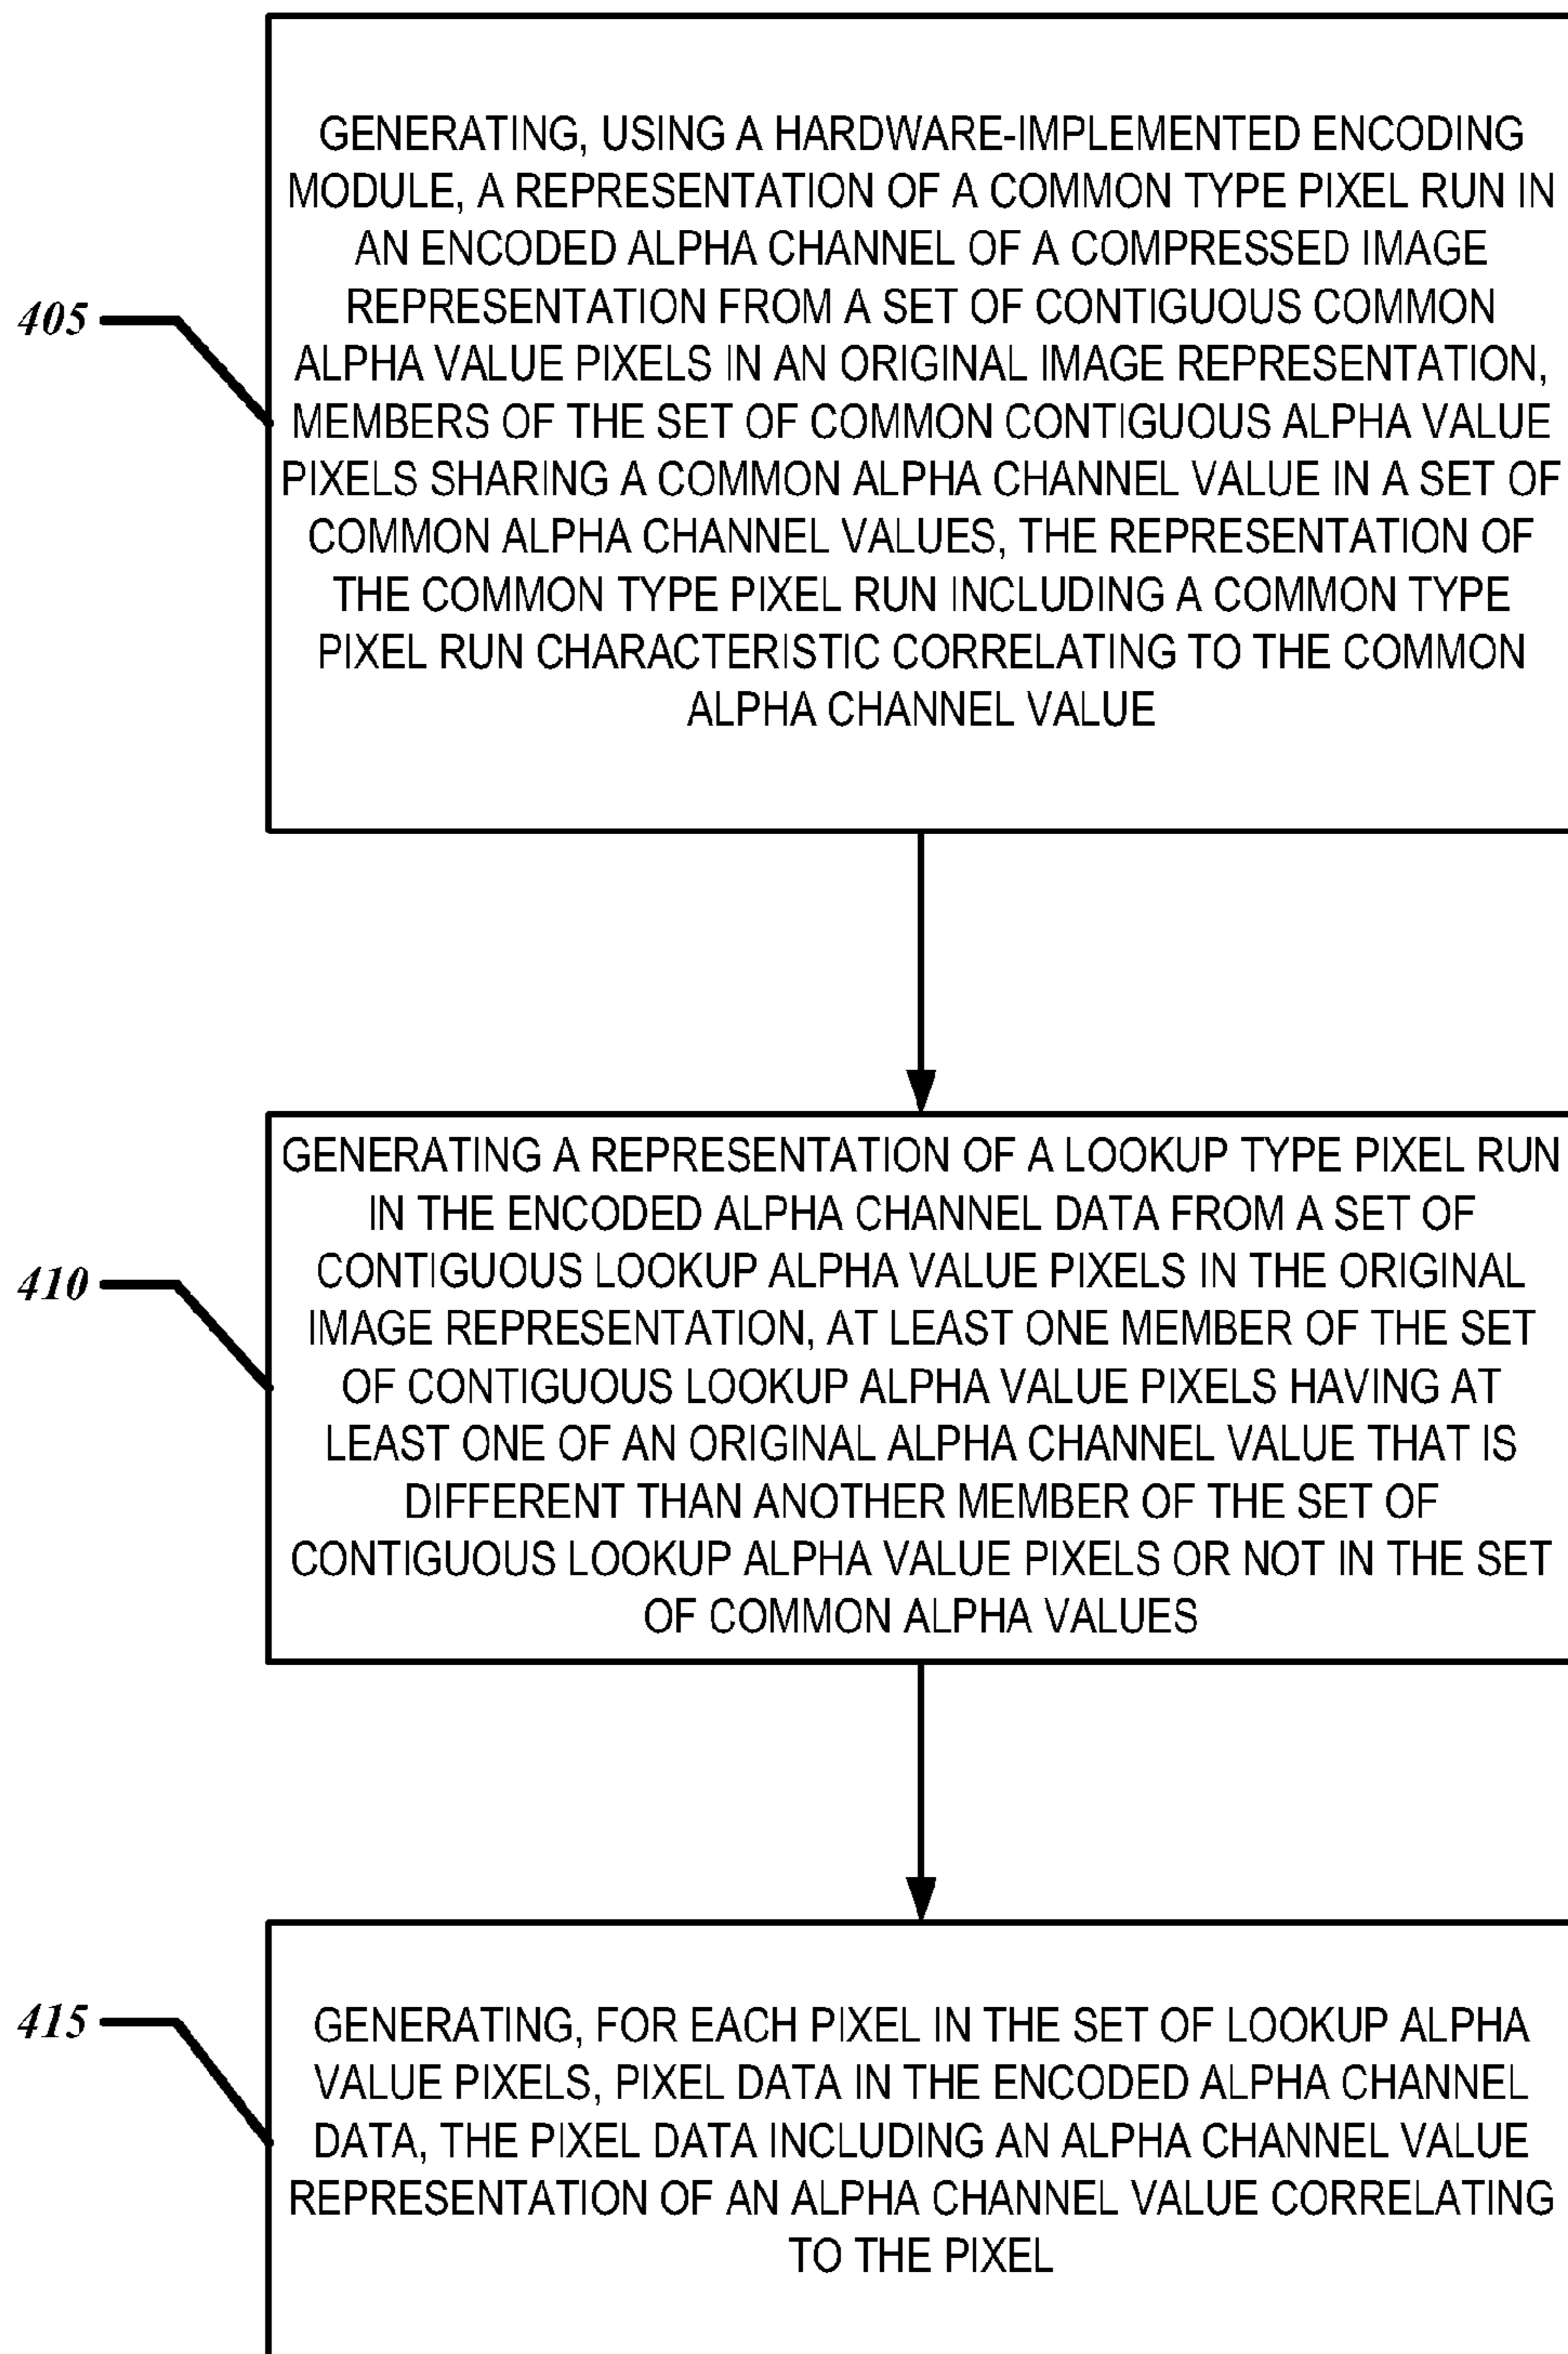 GENERATING, USING A HARDWARE-IMPLEMENTED ENCODING
MODULE, A REPRESENTATION OF A COMMON TYPE PIXEL RUN IN
AN ENCODED ALPHA CHANNEL OF A COMPRESSED IMAGE
REPRESENTATION FROM A SET OF CONTIGUOUS COMMON
ALPHA VALUE PIXELS IN AN ORIGINAL IMAGE REPRESENTATION,
MEMBERS OF THE SET OF COMMON CONTIGUOUS ALPHA VALUE
PIXELS SHARING A COMMON ALPHA CHANNEL VALUE IN A SET OF
COMMON ALPHA CHANNEL VALUES, THE REPRESENTATION OF
THE COMMON TYPE PIXEL RUN INCLUDING A COMMON TYPE
PIXEL RUN CHARACTERISTIC CORRELATING TO THE COMMON
ALPHA CHANNEL VALUE
405
GENERATING A REPRESENTATION OF A LOOKUP TYPE PIXEL RUN
IN THE ENCODED ALPHA CHANNEL DATA FROM A SET OF
CONTIGUOUS LOOKUP ALPHA VALUE PIXELS IN THE ORIGINAL
IMAGE REPRESENTATION, AT LEAST ONE MEMBER OF THE SET
OF CONTIGUOUS LOOKUP ALPHA VALUE PIXELS HAVING AT
LEAST ONE OF AN ORIGINAL ALPHA CHANNEL VALUE THAT IS
DIFFERENT THAN ANOTHER MEMBER OF THE SET OF
CONTIGUOUS LOOKUP ALPHA VALUE PIXELS OR NOT IN THE SET
OF COMMON ALPHA VALUES
410
GENERATING, FOR EACH PIXEL IN THE SET OF LOOKUP ALPHA
VALUE PIXELS, PIXEL DATA IN THE ENCODED ALPHA CHANNEL
DATA, THE PIXEL DATA INCLUDING AN ALPHA CHANNEL VALUE
REPRESENTATION OF AN ALPHA CHANNEL VALUE CORRELATING
TO THE PIXEL
415